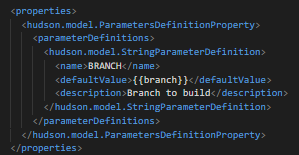 <properties>
  <hudson.model.ParametersDefinitionProperty>
    <parameterDefinitions>
      <hudson.model.StringParameterDefinition>
        <name>BRANCH</name>
        <defaultValue>{{branch}}</defaultValue>
        <description>Branch to build</description>
      </hudson.model.StringParameterDefinition>
    </parameterDefinitions>
  </hudson.model.ParametersDefinitionProperty>
</properties>